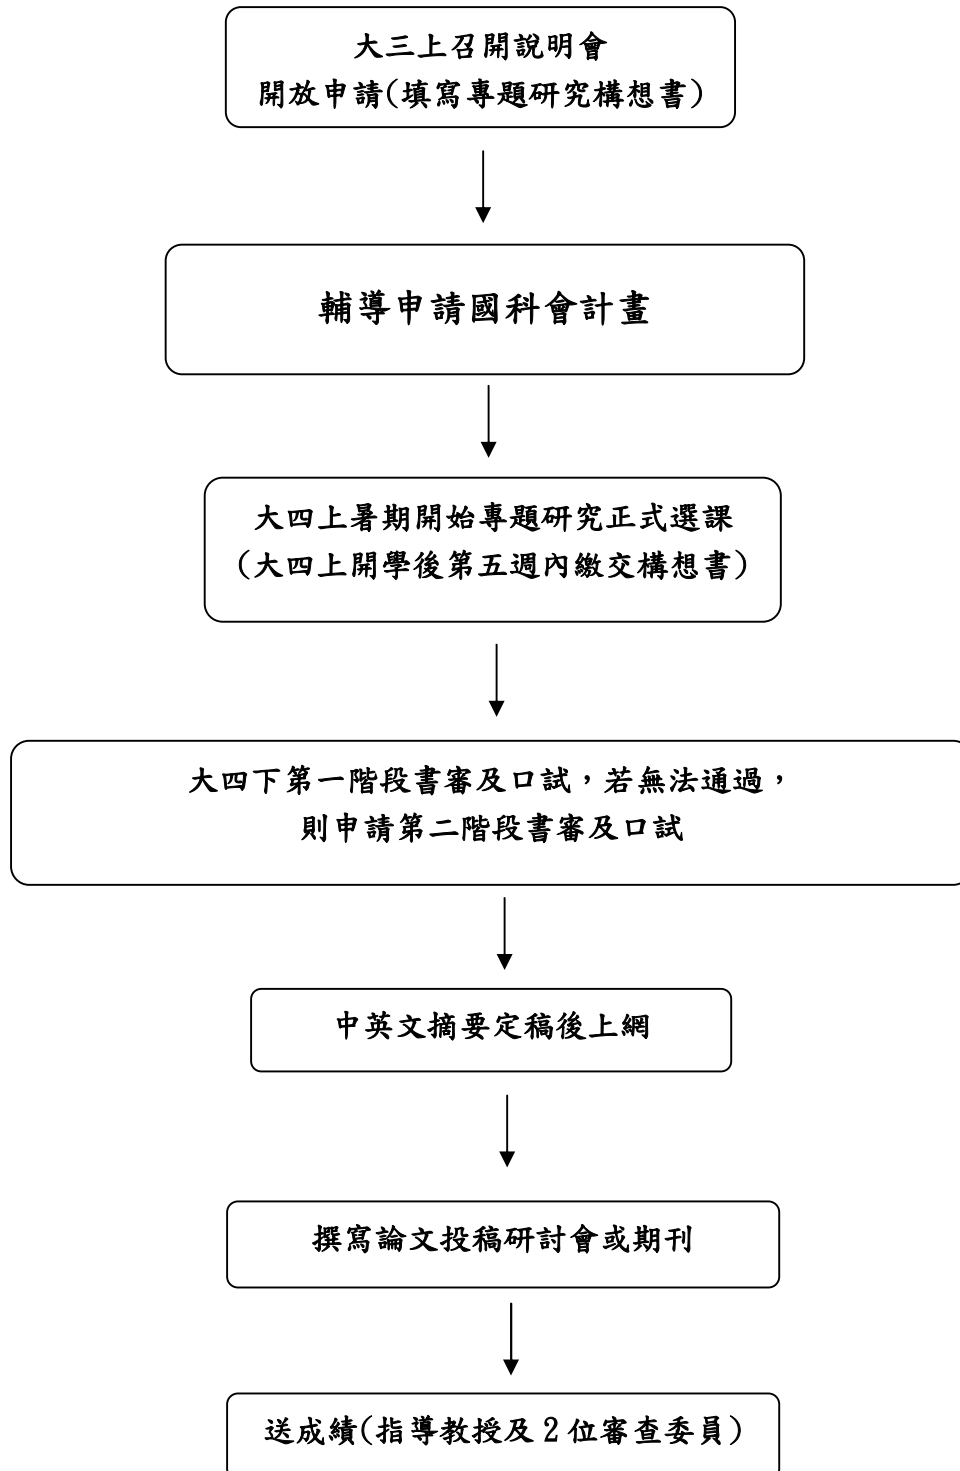 大三上召開說明會
開放申請(填寫專題研究構想書)
輔導申請國科會計畫
大四上暑期開始專題研究正式選課
(大四上開學後第五週內繳交構想書)
大四下第一階段書審及口試，若無法通過，
則申請第二階段書審及口試
中英文摘要定稿後上網
撰寫論文投稿研討會或期刊
送成績(指導教授及 2 位審查委員)